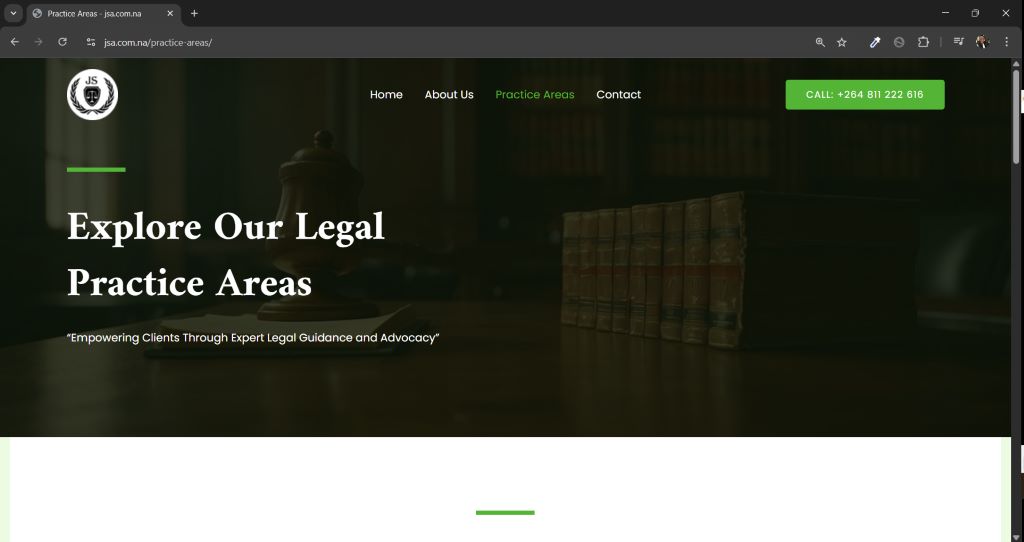 Practice Areas - jsa.com.na
jsa.com.na/practice-areas/
JS
Home
About Us
Practice Areas
Contact
CALL: +264 811 222 616
Explore Our Legal
Practice Areas
“Empowering Clients Through Expert Legal Guidance and Advocacy”